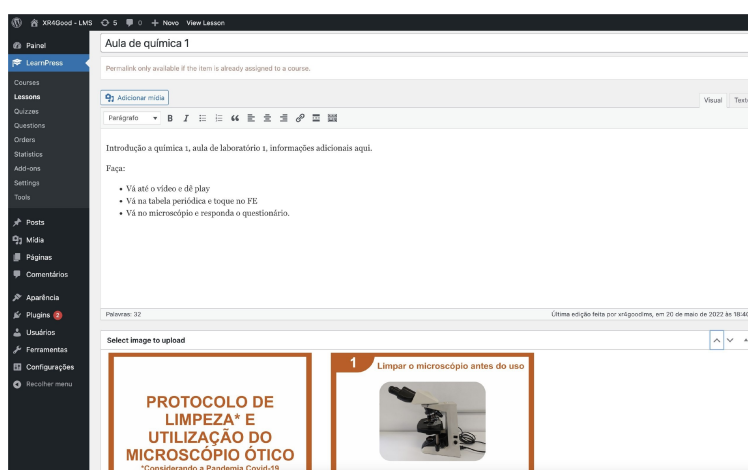 XR4Good - LMS 5 0 + Novo View Lesson
Painel
LearnPress
Courses
Lessons
Quizzes
Questions
Orders
Statistics
Add-ons
Settings
Tools
Posts
Mídia
Páginas
Comentários
Aparência
Plugins 2
Usuários
Ferramentas
Configurações
Recolher menu
Aula de química 1
Permalink only available if the item is already assigned to a course.
Adicionar mídia
Visual Texto
Parágrafo B I
Introdução a quimica 1, aula de laboratório 1, informações adicionais aqui.
Faça:
• Vá até o vídeo e dê play
• Vá na tabela periódica e toque no FE
• Vá no microscópio e responda o questionário.
Palavras: 32 Última edição feita por xr4goodlms, em 20 de maio de 2022 às 18:40
Select image to upload
PROTOCOLO DE
LIMPEZA* E
UTILIZAÇÃO DO
MICROSCÓPIO ÓTICO
*Considerando a Pandemia Covid-19
1 Limpar o microscópio antes do uso